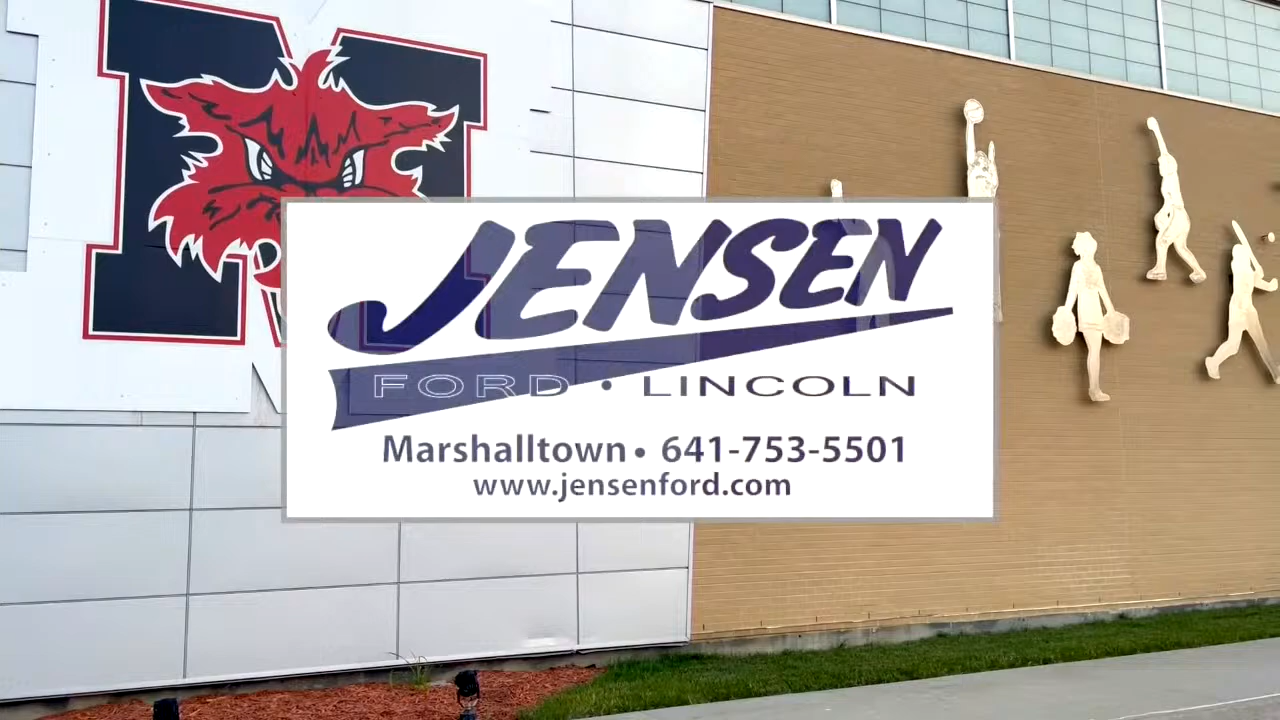 N
JENSEN
FORD • LINCOLN
Marshalltown • 641-753-5501
www.jensenford.com